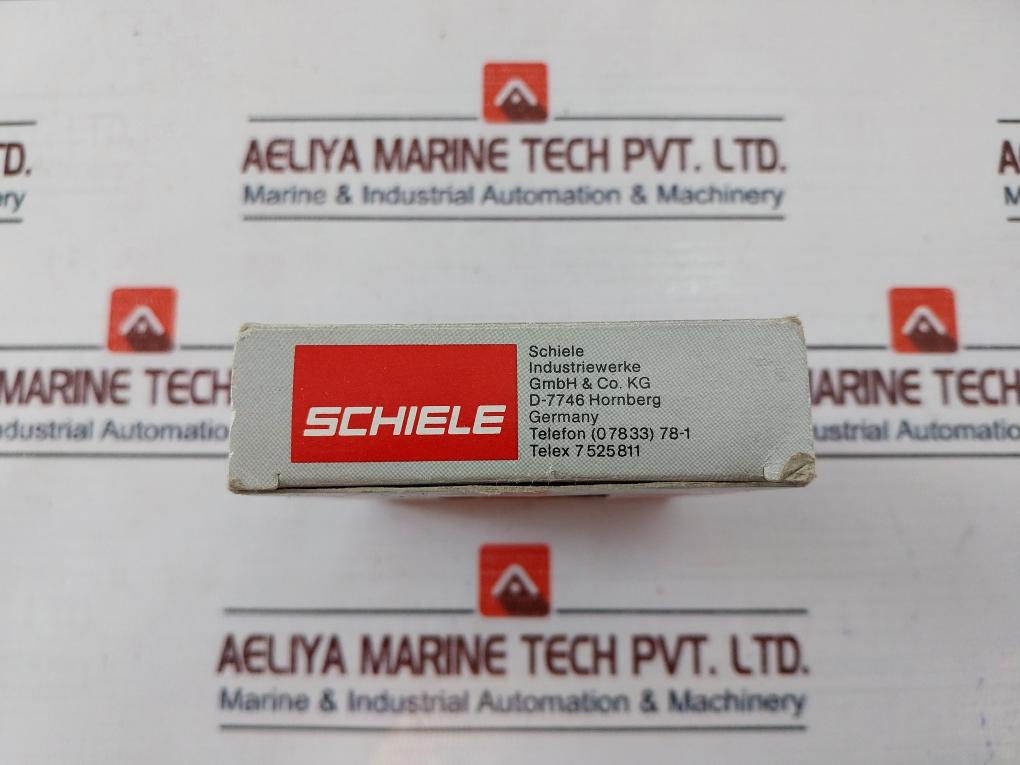 AELIYA MARINE TECH PVT. LTD.
Marine & Industrial Automation & Machinery
SCHIELE
Schiele
Industriewerke
GmbH & Co. KG
D-7746 Hornberg
Germany
Telefon (07833) 78-1
Telex 7525811
AELIYA MARINE TECH PVT. LTD.
Marine & Industrial Automation & Machinery